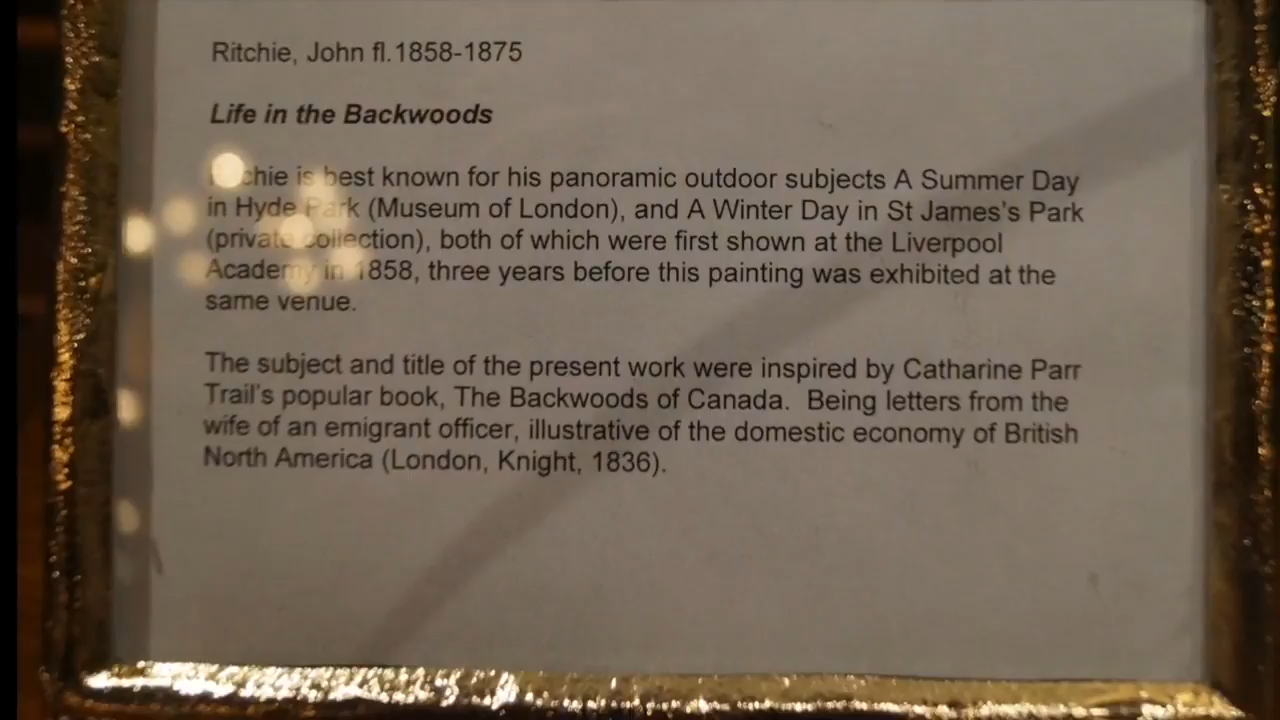 Ritchie, John fl.1858-1875
Life in the Backwoods
Ritchie is best known for his panoramic outdoor subjects A Summer Day
in Hyde Park (Museum of London), and A Winter Day in St James's Park
(private collection), both of which were first shown at the Liverpool
Academy in 1858, three years before this painting was exhibited at the
same venue.
The subject and title of the present work were inspired by Catharine Parr
Trail's popular book, The Backwoods of Canada.  Being letters from the
wife of an emigrant officer, illustrative of the domestic economy of British
North America (London, Knight, 1836).